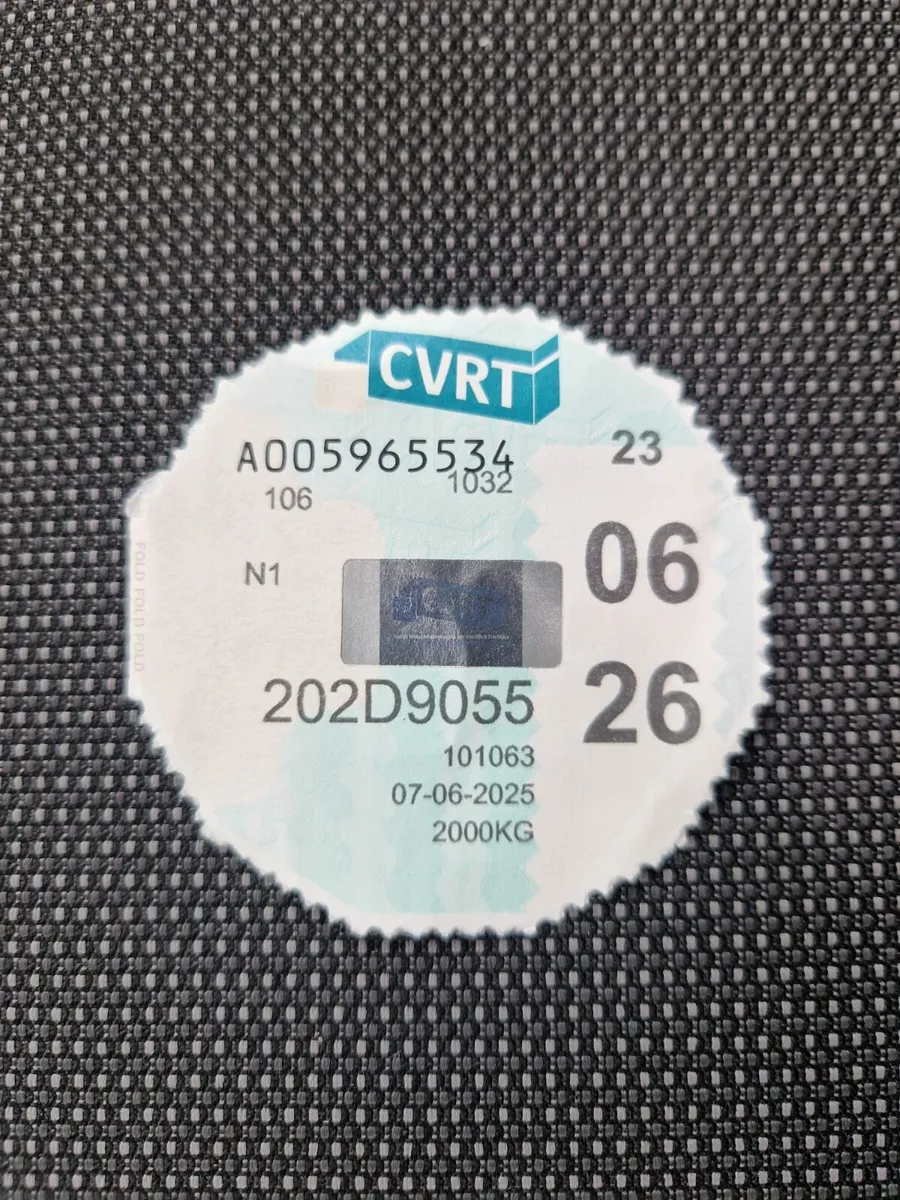 CVRT
A005965534
1032
106
23
N1
06
202D9055
26
101063
07-06-2025
2000KG
FOLD FOLD FOLD